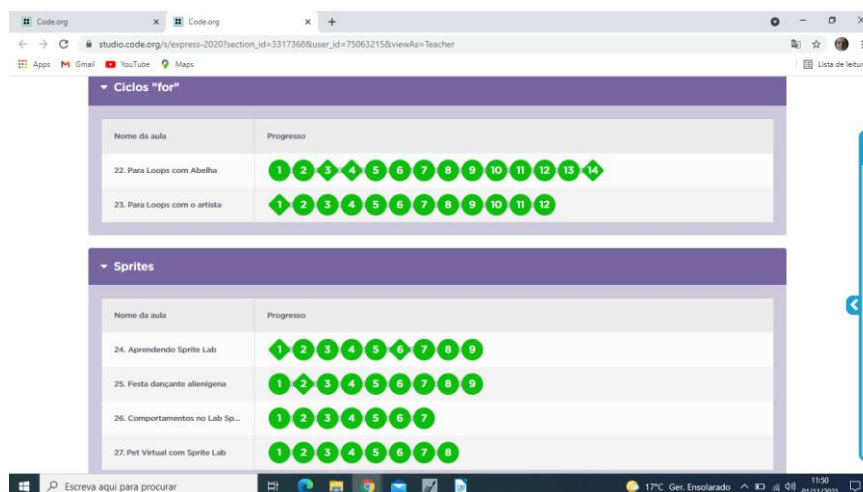 Code.org
Code.org
studio.code.org/s/express-2020?section_id=3317368&user_id=75063215&viewAs=Teacher
Apps Gmail YouTube Maps Lista de leitur
Ciclos "for"
Nome da aula Progresso
22. Para Loops com Abelha 1 2 3 4 5 6 7 8 9 10 11 12 13 14
23. Para Loops com o artista 1 2 3 4 5 6 7 8 9 10 11 12
Sprites
Nome da aula Progresso
24. Aprendendo Sprite Lab 1 2 3 4 5 6 7 8 9
25. Festa dançante alienígena 1 2 3 4 5 6 7 8 9
26. Comportamentos no Lab Sp... 1 2 3 4 5 6 7
27. Pet Virtual com Sprite Lab 1 2 3 4 5 6 7 8
Escreva aqui para procurar 17°C Ger. Ensolarado 11:50
01/11/2021